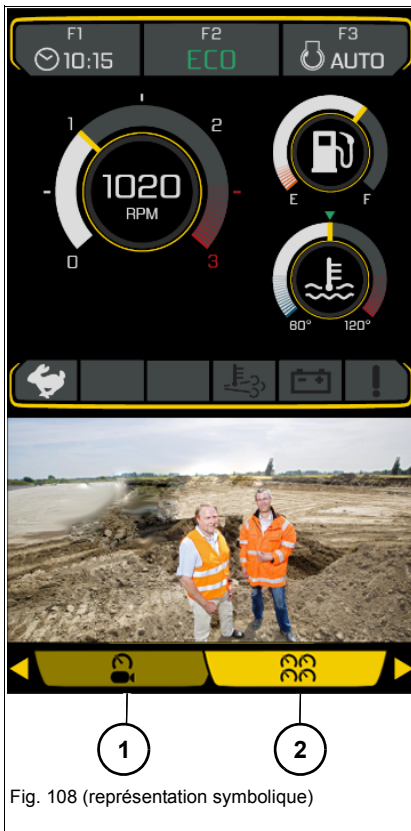 F1 F2 F3
10:15 ECO AUTO
1 2
1020
RPM
0 3
E F
80° 120°
1 2
Fig. 108 (représentation symbolique)